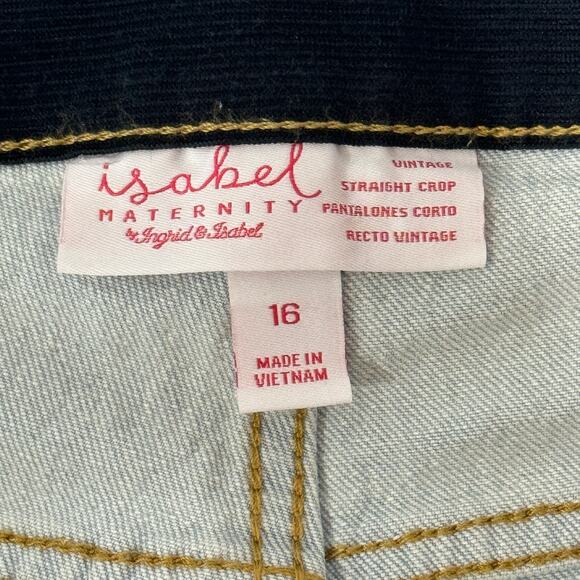 isabel
MATERNITY
by Ingrid & Isabel
VINTAGE
STRAIGHT CROP
PANTALONES CORTO
RECTO VINTAGE
16
MADE IN
VIETNAM